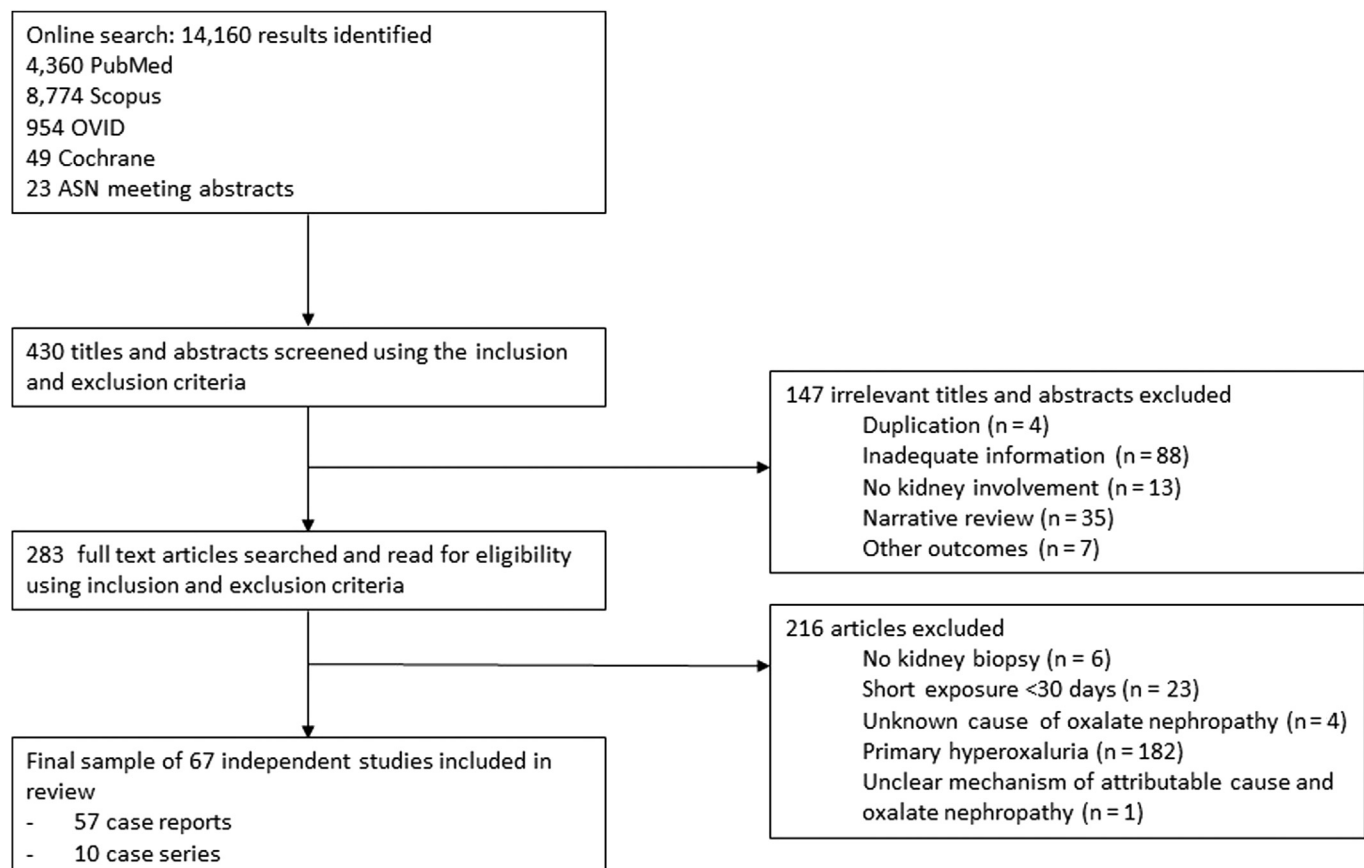 Online search: 14,160 results identified
4,360 PubMed
8,774 Scopus
954 OVID
49 Cochrane
23 ASN meeting abstracts
430 titles and abstracts screened using the inclusion
and exclusion criteria
147 irrelevant titles and abstracts excluded
Duplication (n = 4)
Inadequate information (n = 88)
No kidney involvement (n = 13)
Narrative review (n = 35)
Other outcomes (n = 7)
283 full text articles searched and read for eligibility
using inclusion and exclusion criteria
216 articles excluded
No kidney biopsy (n = 6)
Short exposure <30 days (n = 23)
Unknown cause of oxalate nephropathy (n = 4)
Primary hyperoxaluria (n = 182)
Unclear mechanism of attributable cause and
oxalate nephropathy (n = 1)
Final sample of 67 independent studies included in
review
- 57 case reports
- 10 case series